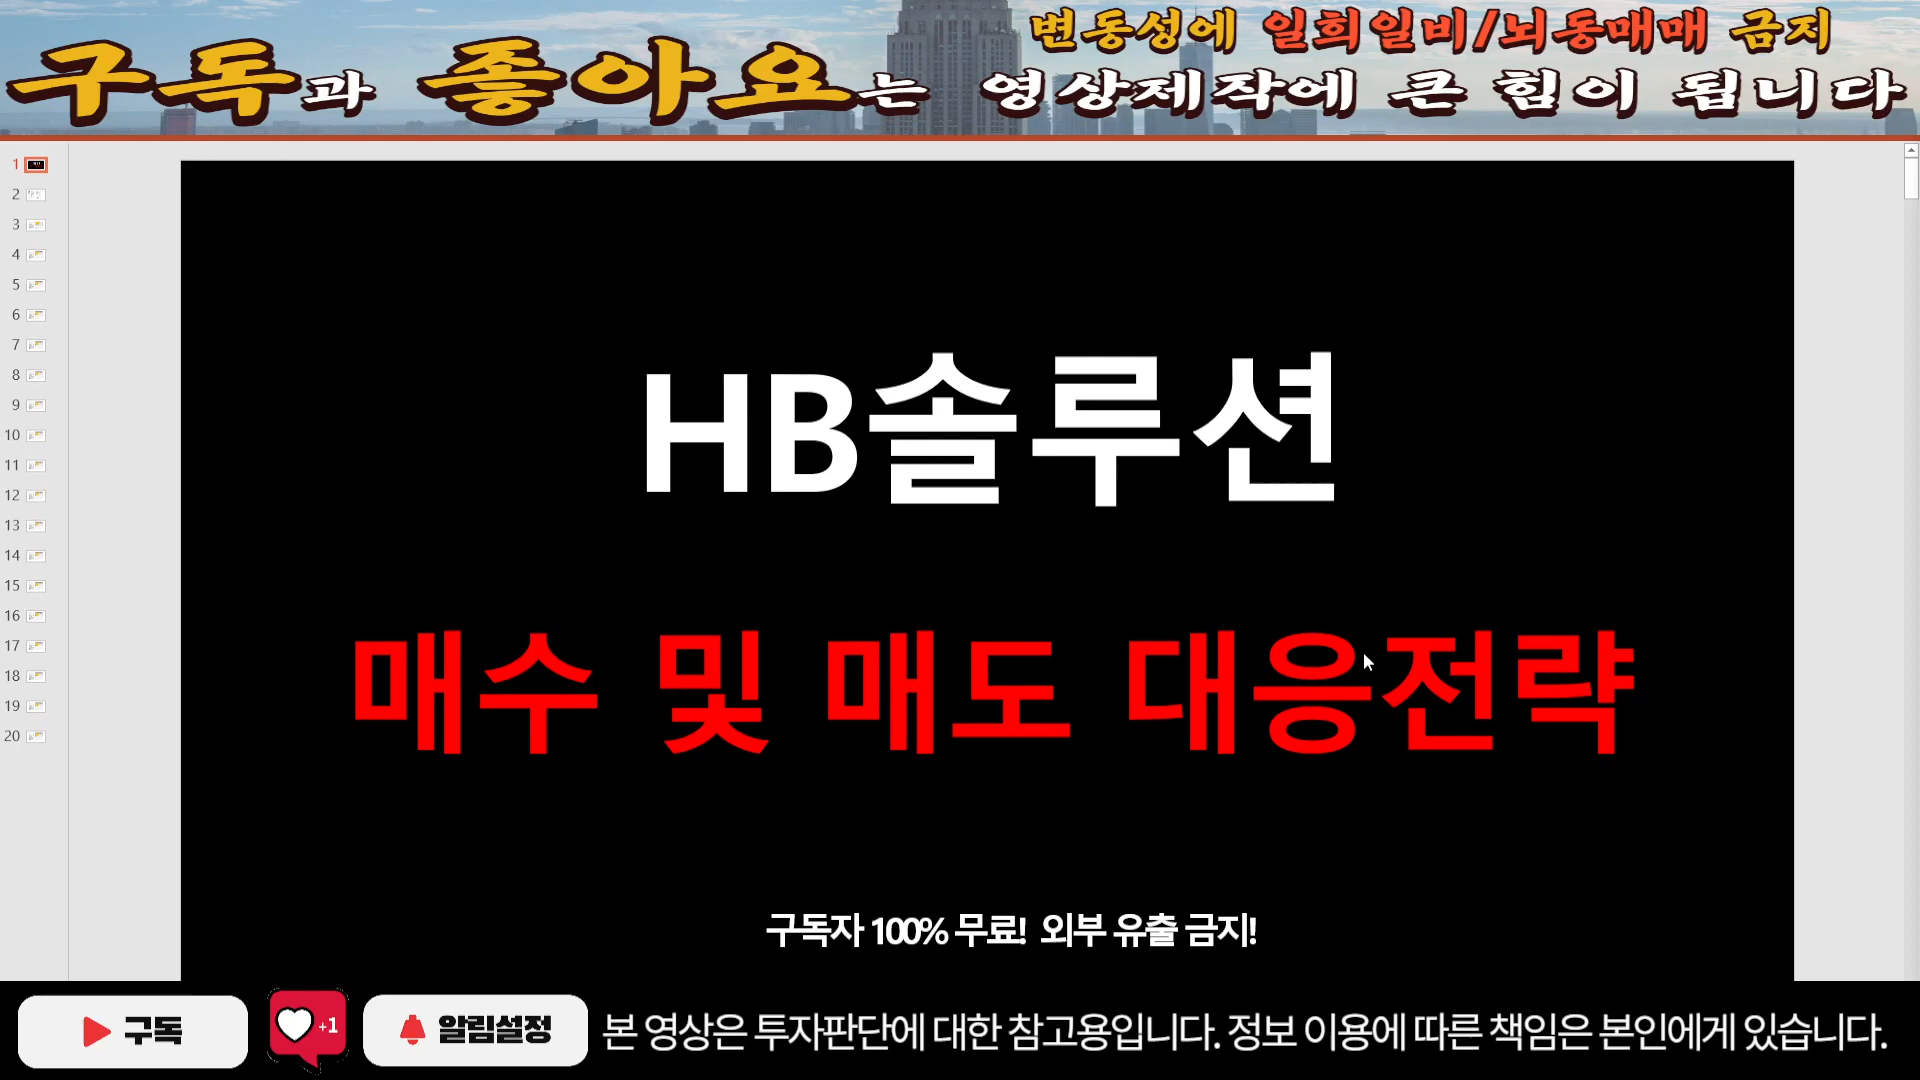 변동성에 일희일비/뇌동매매 금지
구독과 좋아요는 영상제작에 큰 힘이 됩니다
1
2
3
4
5
6
7
8
9
10
11
12
13
14
15
16
17
18
19
20
HB솔루션
매수 및 매도 대응전략
구독자 100% 무료! 외부 유출 금지!
구독
+1
알림설정
본 영상은 투자판단에 대한 참고용입니다. 정보 이용에 따른 책임은 본인에게 있습니다.